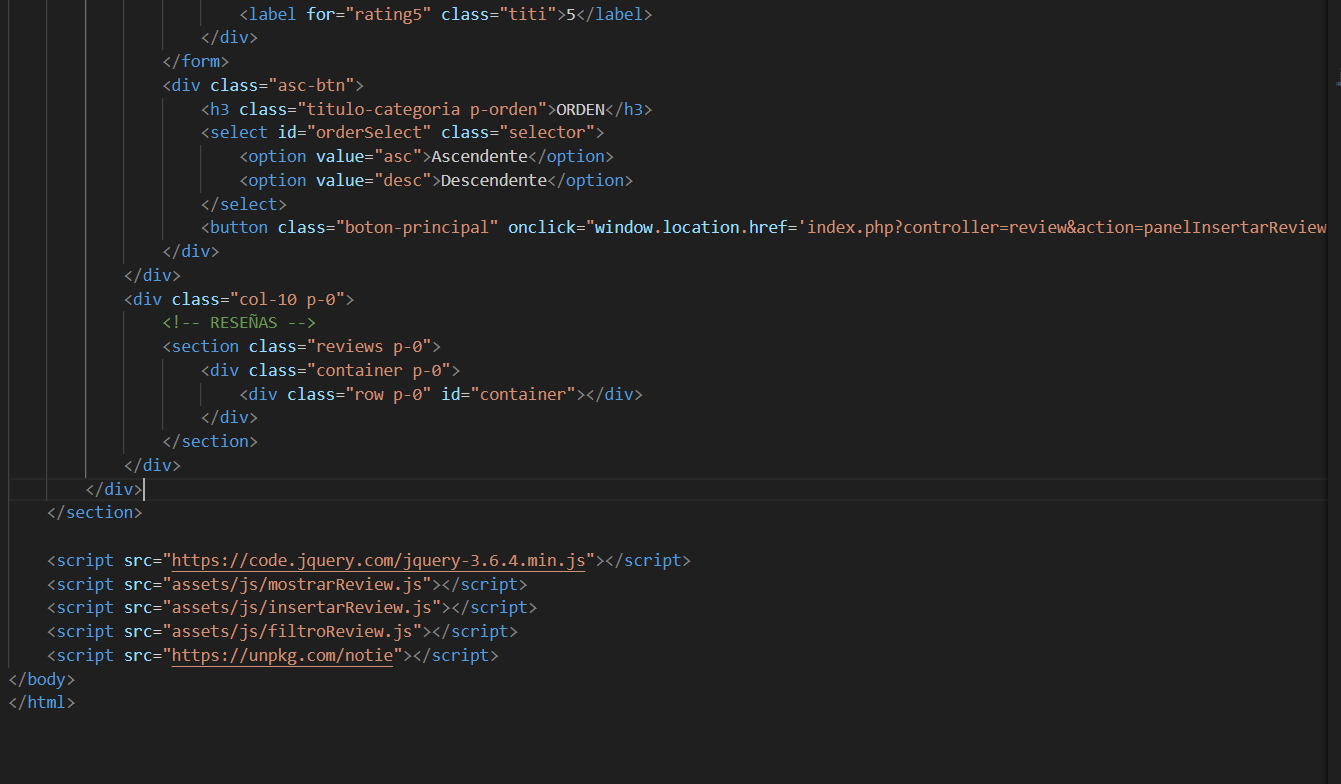 <label for="rating5" class="titi">5</label>
</div>
</form>
<div class="asc-btn">
<h3 class="titulo-categoria p-orden">ORDEN</h3>
<select id="orderSelect" class="selector">
<option value="asc">Ascendente</option>
<option value="desc">Descendente</option>
</select>
<button class="boton-principal" onclick="window.location.href='index.php?controller=review&action=panelInsertarReview
</div>
</div>
<div class="col-10 p-0">
<!-- RESEÑAS -->
<section class="reviews p-0">
<div class="container p-0">
<div class="row p-0" id="container"></div>
</div>
</section>
</div>
</div>
</section>
<script src="https://code.jquery.com/jquery-3.6.4.min.js"></script>
<script src="assets/js/mostrarReview.js"></script>
<script src="assets/js/insertarReview.js"></script>
<script src="assets/js/filtroReview.js"></script>
<script src="https://unpkg.com/notie"></script>
</body>
</html>